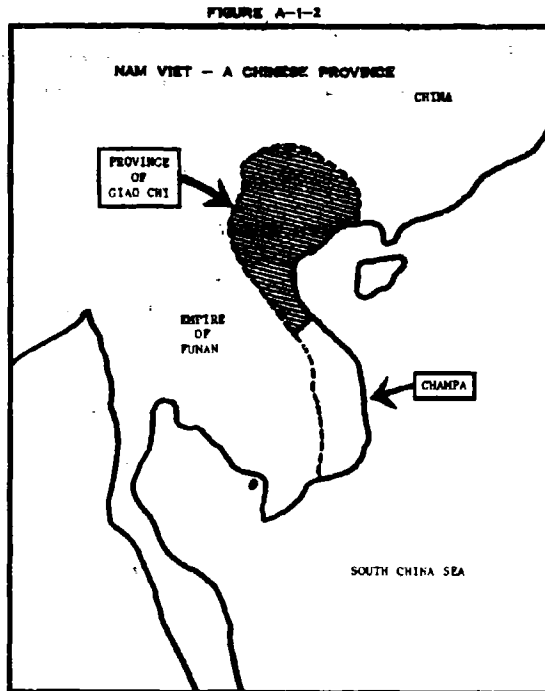 FIGURE A-1-2
NAM VIET - A CHINESE PROVINCE
CHINA
PROVINCE
OF
GIAO CHI
EMPIRE
OF
FUNAN
CHAMPA
SOUTH CHINA SEA